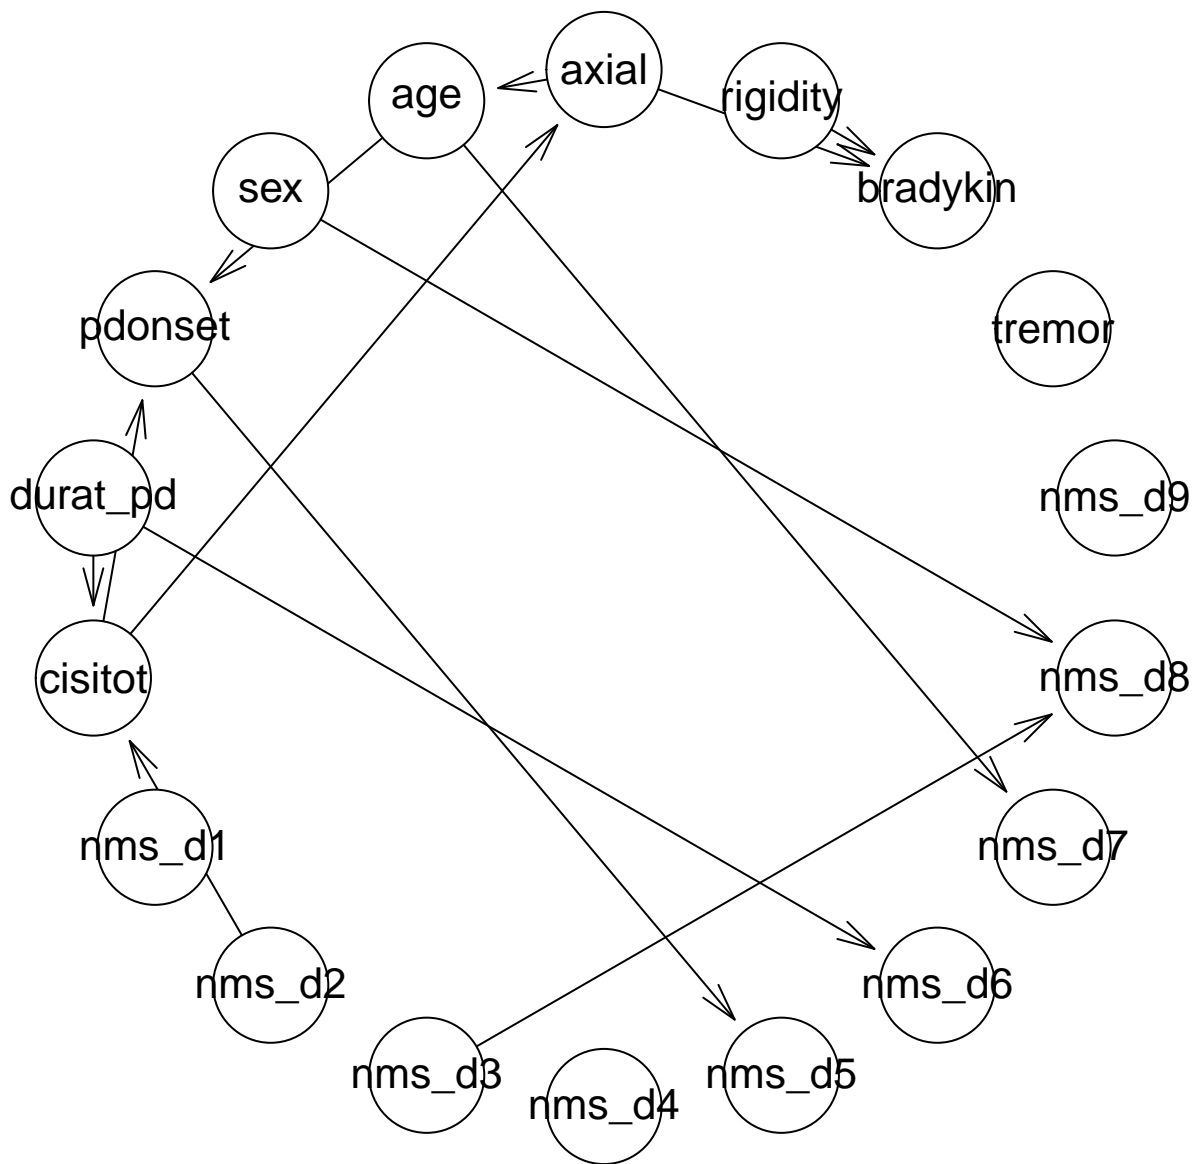 axial
age
rigidity
sex
bradykin
pdonset
tremor
durat_pd
nms_d9
cisitot
nms_d8
nms_d1
nms_d7
nms_d2
nms_d6
nms_d3
nms_d5
nms_d4